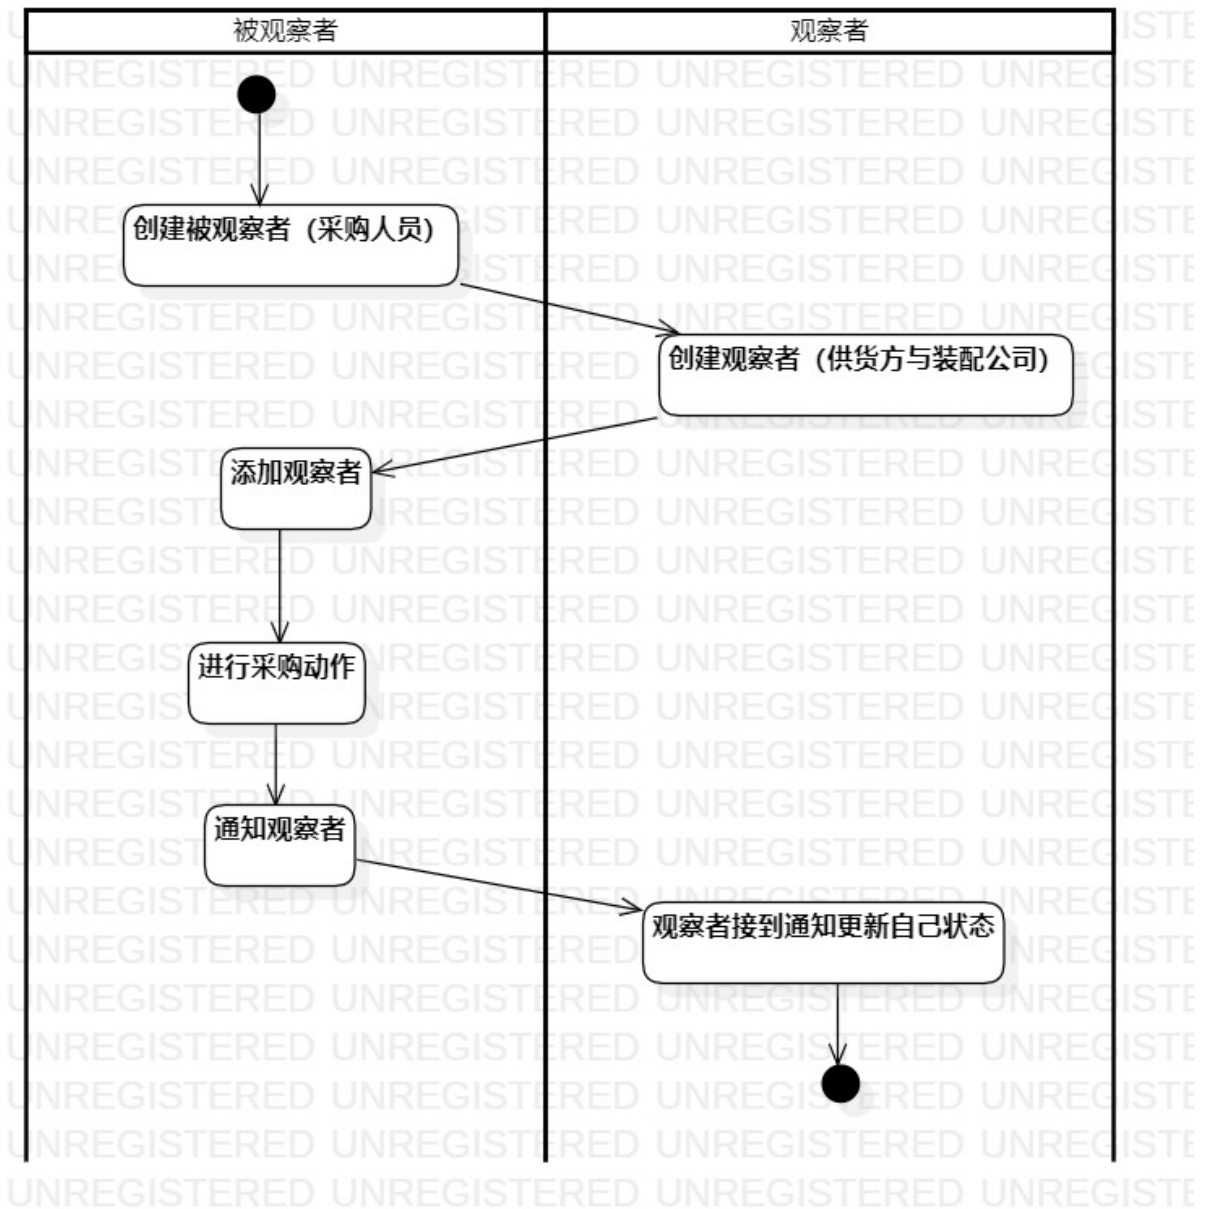 被观察者
观察者
创建被观察者（采购人员）
创建观察者（供货方与装配公司）
添加观察者
进行采购动作
通知观察者
观察者接到通知更新自己状态
UNREGISTERED